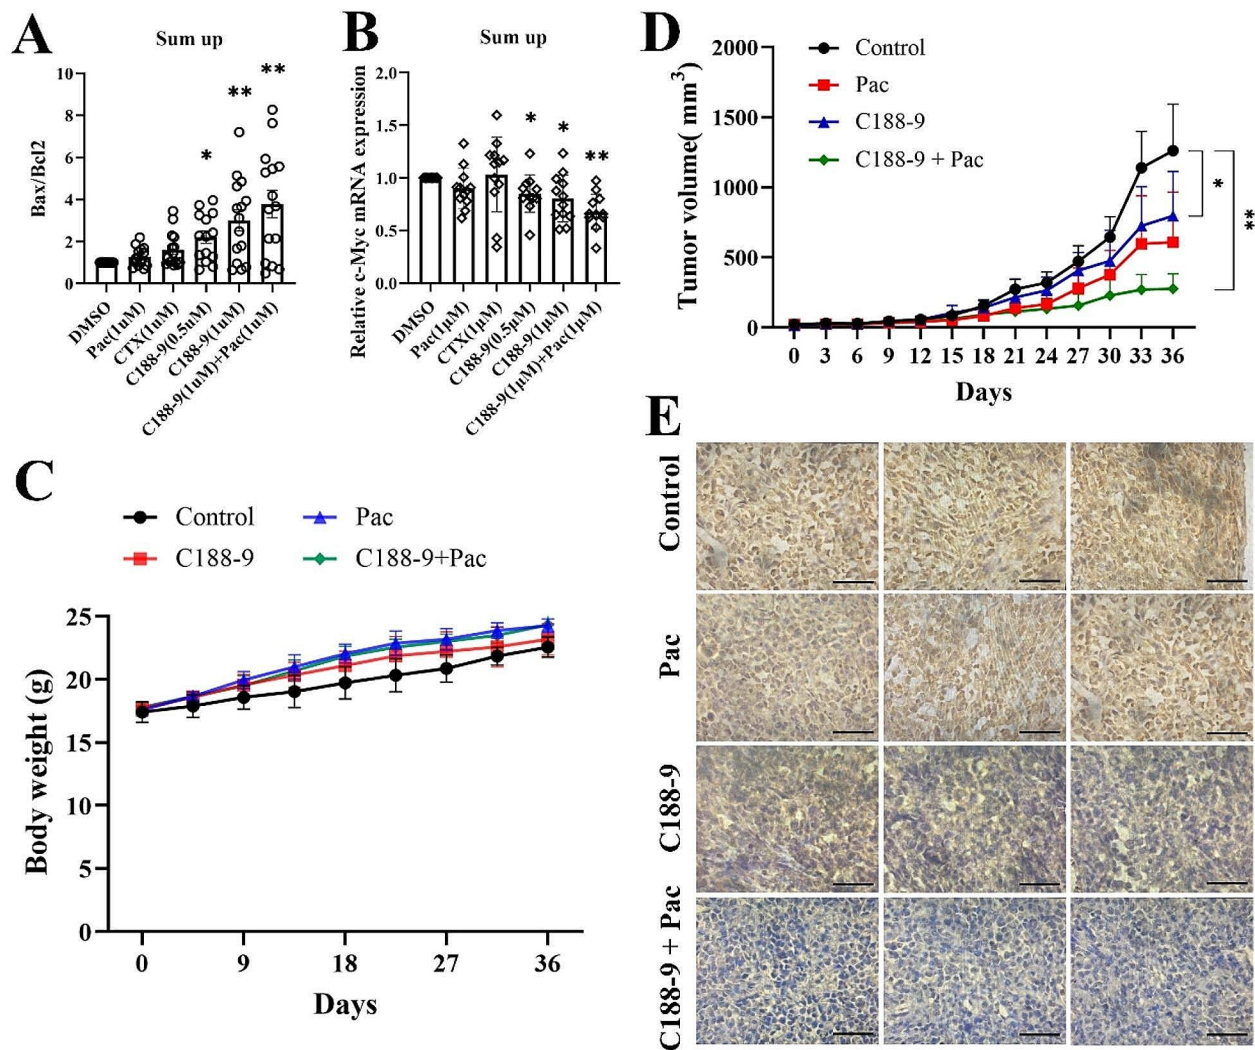 A
Sum up
**
**
*
Bax/Bcl2
10
8
6
4
2
0
DMSO
Pac(1uM)
CTX(1uM)
C188-9(0.5uM)
C188-9(1uM)
C188-9(1uM)+Pac(1uM)
B
Sum up
*
*
**
Relative c-Myc mRNA expression
2.0
1.5
1.0
0.5
0.0
DMSO
Pac(1μM)
CTX(1μM)
C188-9(0.5μM)
C188-9(1μM)
C188-9(1μM)+Pac(1μM)
D
Control
Pac
C188-9
C188-9 + Pac
Tumor volume( mm³)
2000
1500
1000
500
0
*
**
0 3 6 9 12 15 18 21 24 27 30 33 36
Days
C
Control
Pac
C188-9
C188-9+Pac
Body weight (g)
25
20
15
10
5
0
0 9 18 27 36
Days
E
Control
Pac
C188-9
C188-9 + Pac